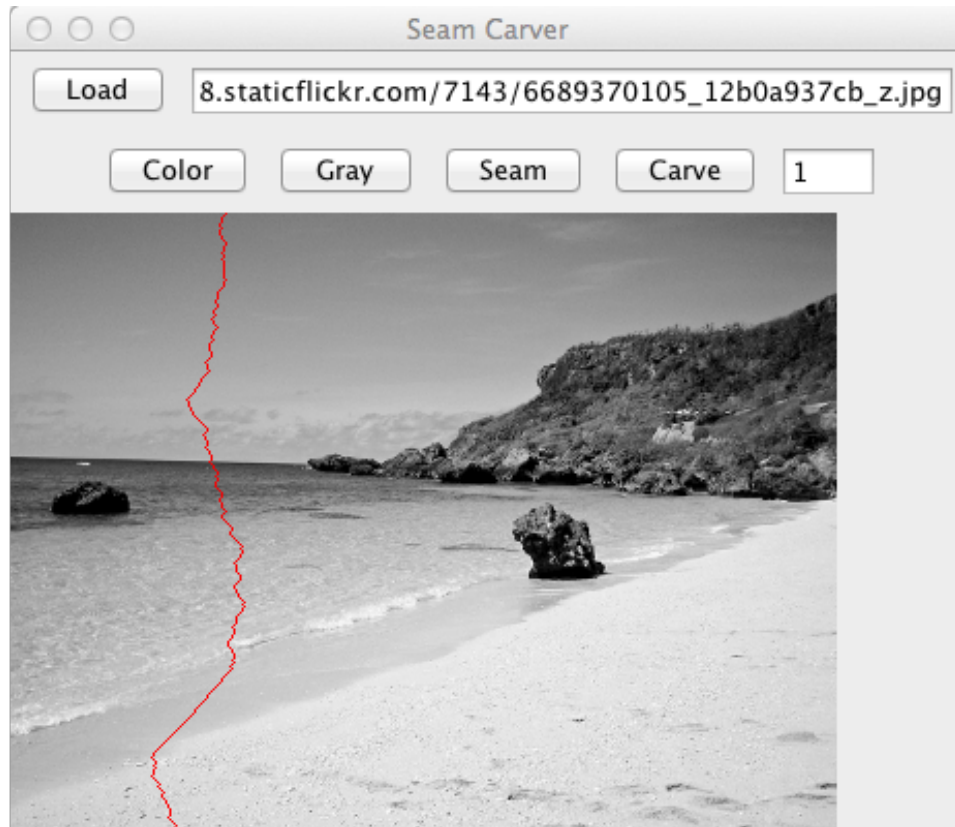 Seam Carver
Load 8.staticflickr.com/7143/6689370105_12b0a937cb_z.jpg
Color Gray Seam Carve 1